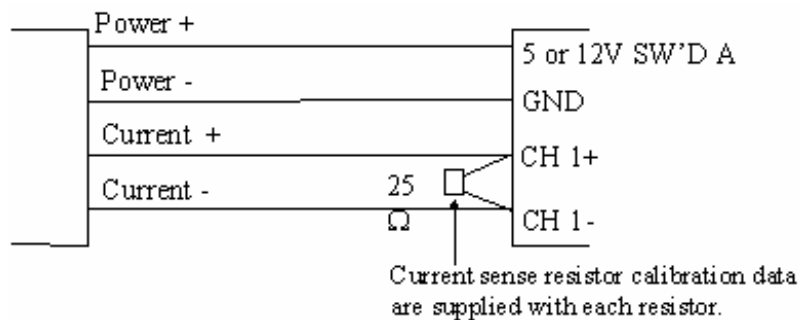 Power +
5 or 12V SW'D A
Power -
GND
Current +
CH 1+
Current -
25
Ω
CH 1-
Current sense resistor calibration data
are supplied with each resistor.